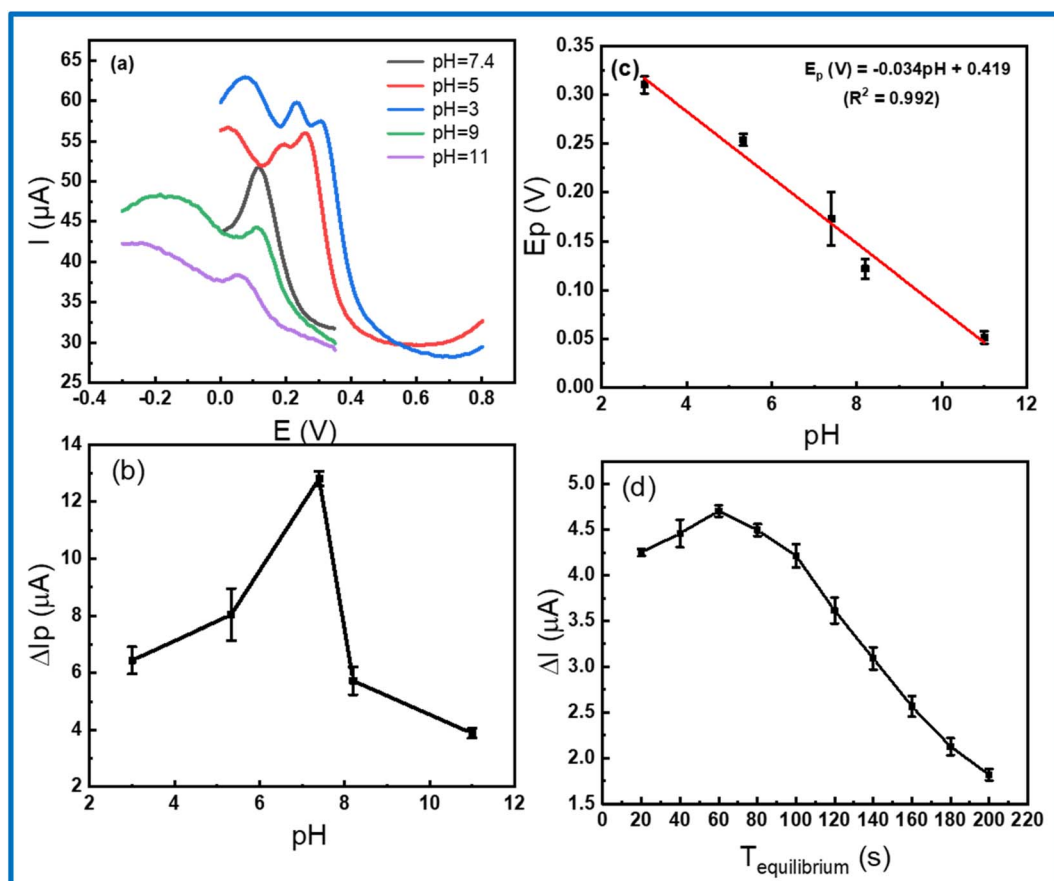 (a)
pH=7.4
pH=5
pH=3
pH=9
pH=11
I (μA)
65
60
55
50
45
40
35
30
25
-0.4 -0.2 0.0 0.2 0.4 0.6 0.8
E (V)
(c)
Ep (V) = -0.034pH + 0.419
(R² = 0.992)
Ep (V)
0.35
0.30
0.25
0.20
0.15
0.10
0.05
0.00
2 4 6 8 10 12
pH
(b)
ΔIp (μA)
14
12
10
8
6
4
2
2 4 6 8 10 12
pH
(d)
ΔI (μA)
5.0
4.5
4.0
3.5
3.0
2.5
2.0
1.5
0 20 40 60 80 100 120 140 160 180 200 220
Tequilibrium (s)